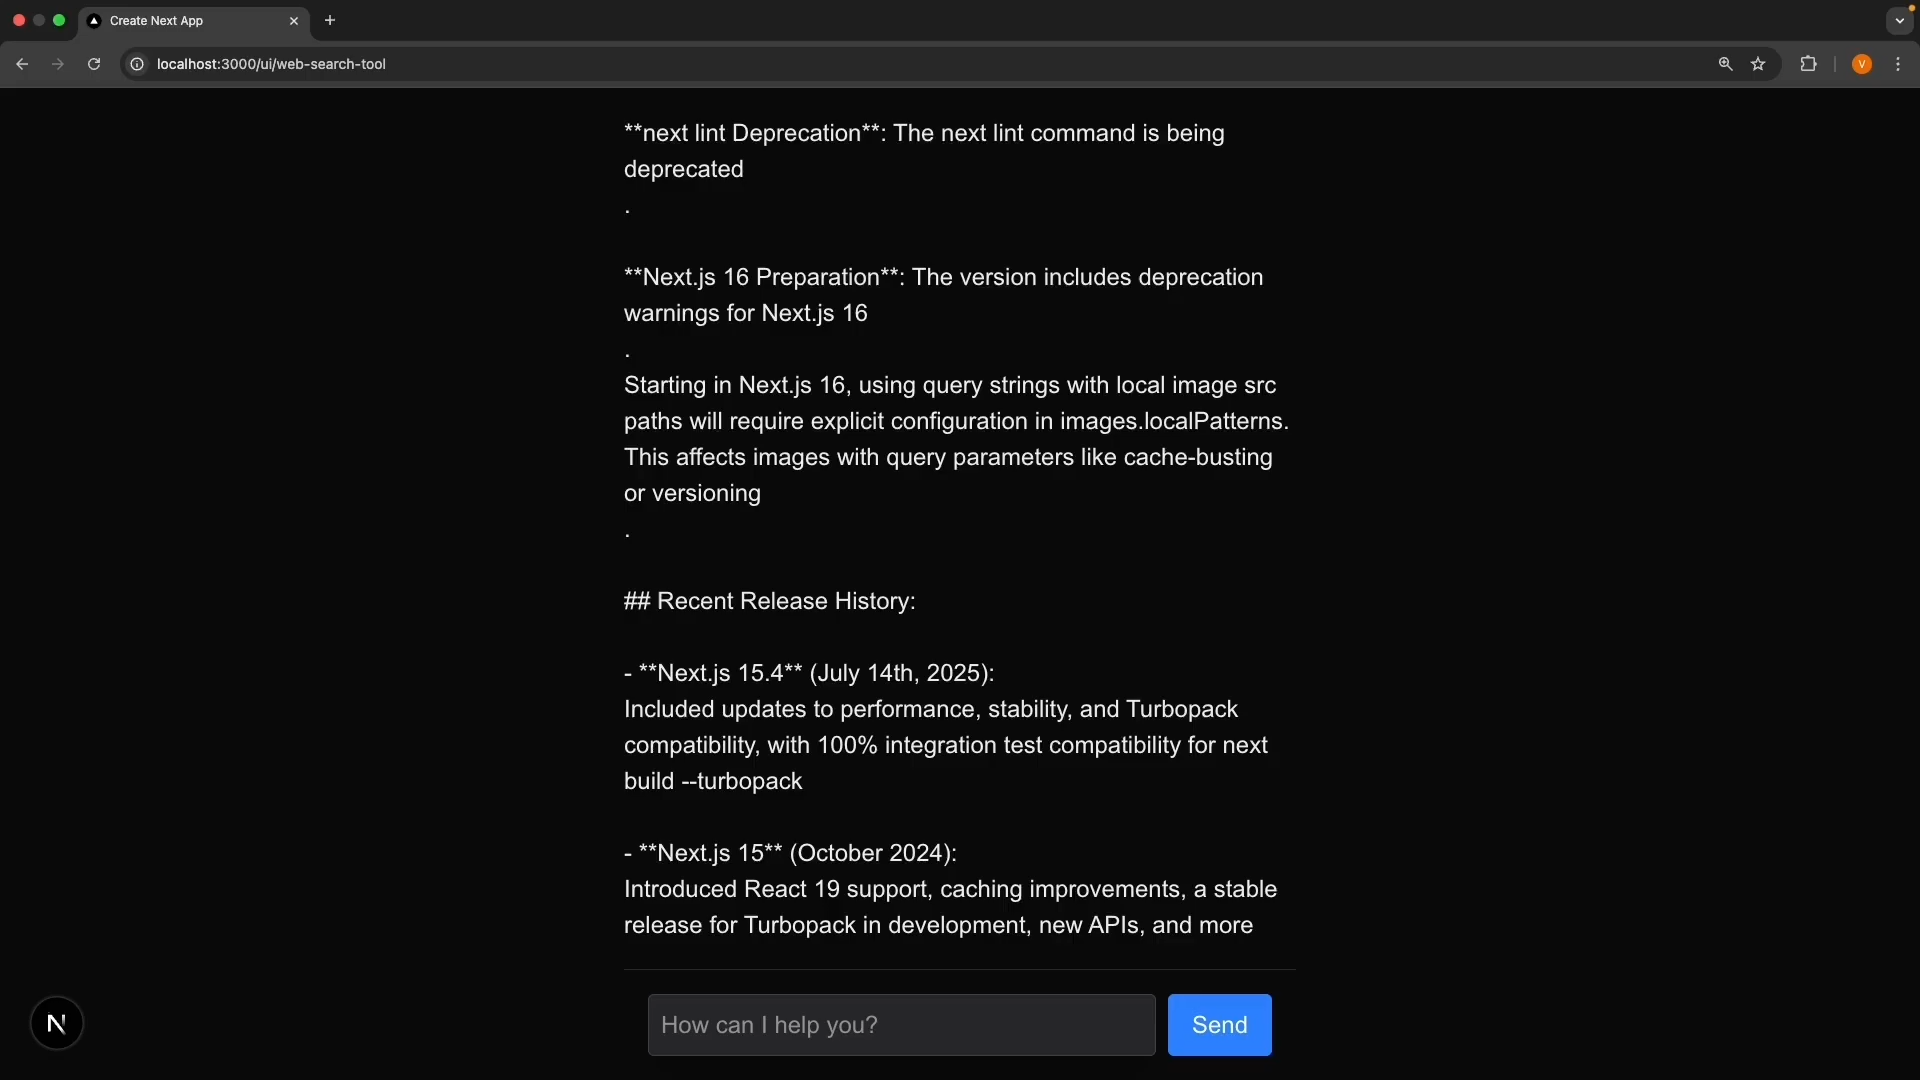 Create Next App
localhost:3000/ui/web-search-tool
V
**next lint Deprecation**: The next lint command is being
deprecated
.
**Next.js 16 Preparation**: The version includes deprecation
warnings for Next.js 16
.
Starting in Next.js 16, using query strings with local image src
paths will require explicit configuration in images.localPatterns.
This affects images with query parameters like cache-busting
or versioning
.
## Recent Release History:
- **Next.js 15.4** (July 14th, 2025):
Included updates to performance, stability, and Turbopack
compatibility, with 100% integration test compatibility for next
build --turbopack
- **Next.js 15** (October 2024):
Introduced React 19 support, caching improvements, a stable
release for Turbopack in development, new APIs, and more
How can I help you?
Send
N